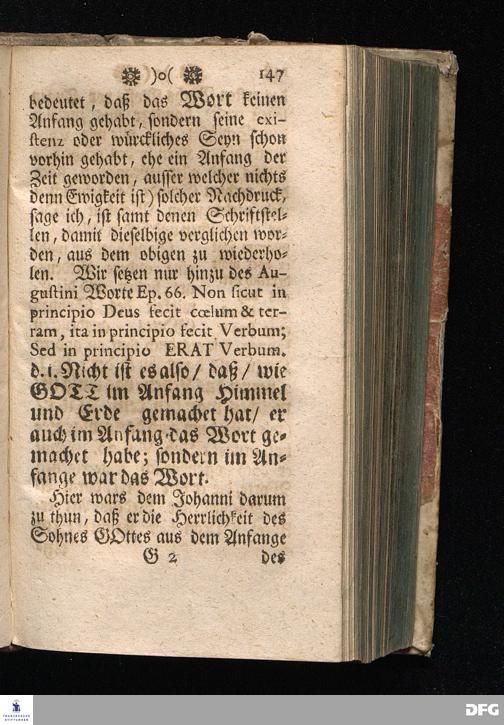 )o( 147
bedeutet, daß das Wort keinen
Anfang gehabt, sondern seine exi-
stenz oder würckliches Seyn schon
vorhin gehabt, ehe ein Anfang der
Zeit geworden, ausser welcher nichts
denn Ewigkeit ist) solcher Nachdruck,
sage ich, ist samt denen Schriftstel-
len, damit dieselbige verglichen wor-
den, aus dem obigen zu wiederho-
len. Wir setzen nur hinzu des Au-
gustini Worte Ep. 66. Non sicut in
principio Deus fecit cœlum & ter-
ram, ita in principio fecit Verbum;
Sed in principio ERAT Verbum.
d. i. Nicht ist es also/ daß/ wie
GOTT im Anfang Himmel
und Erde gemachet hat/ er
auch im Anfang das Wort ge-
machet habe; sondern im An-
fange war das Wort.
Hier wars dem Johanni darum
zu thun, daß er die Herrlichkeit des
Sohnes GOttes aus dem Anfange
G 2 des
FRANCKESCHE
STIFTUNGEN
DFG